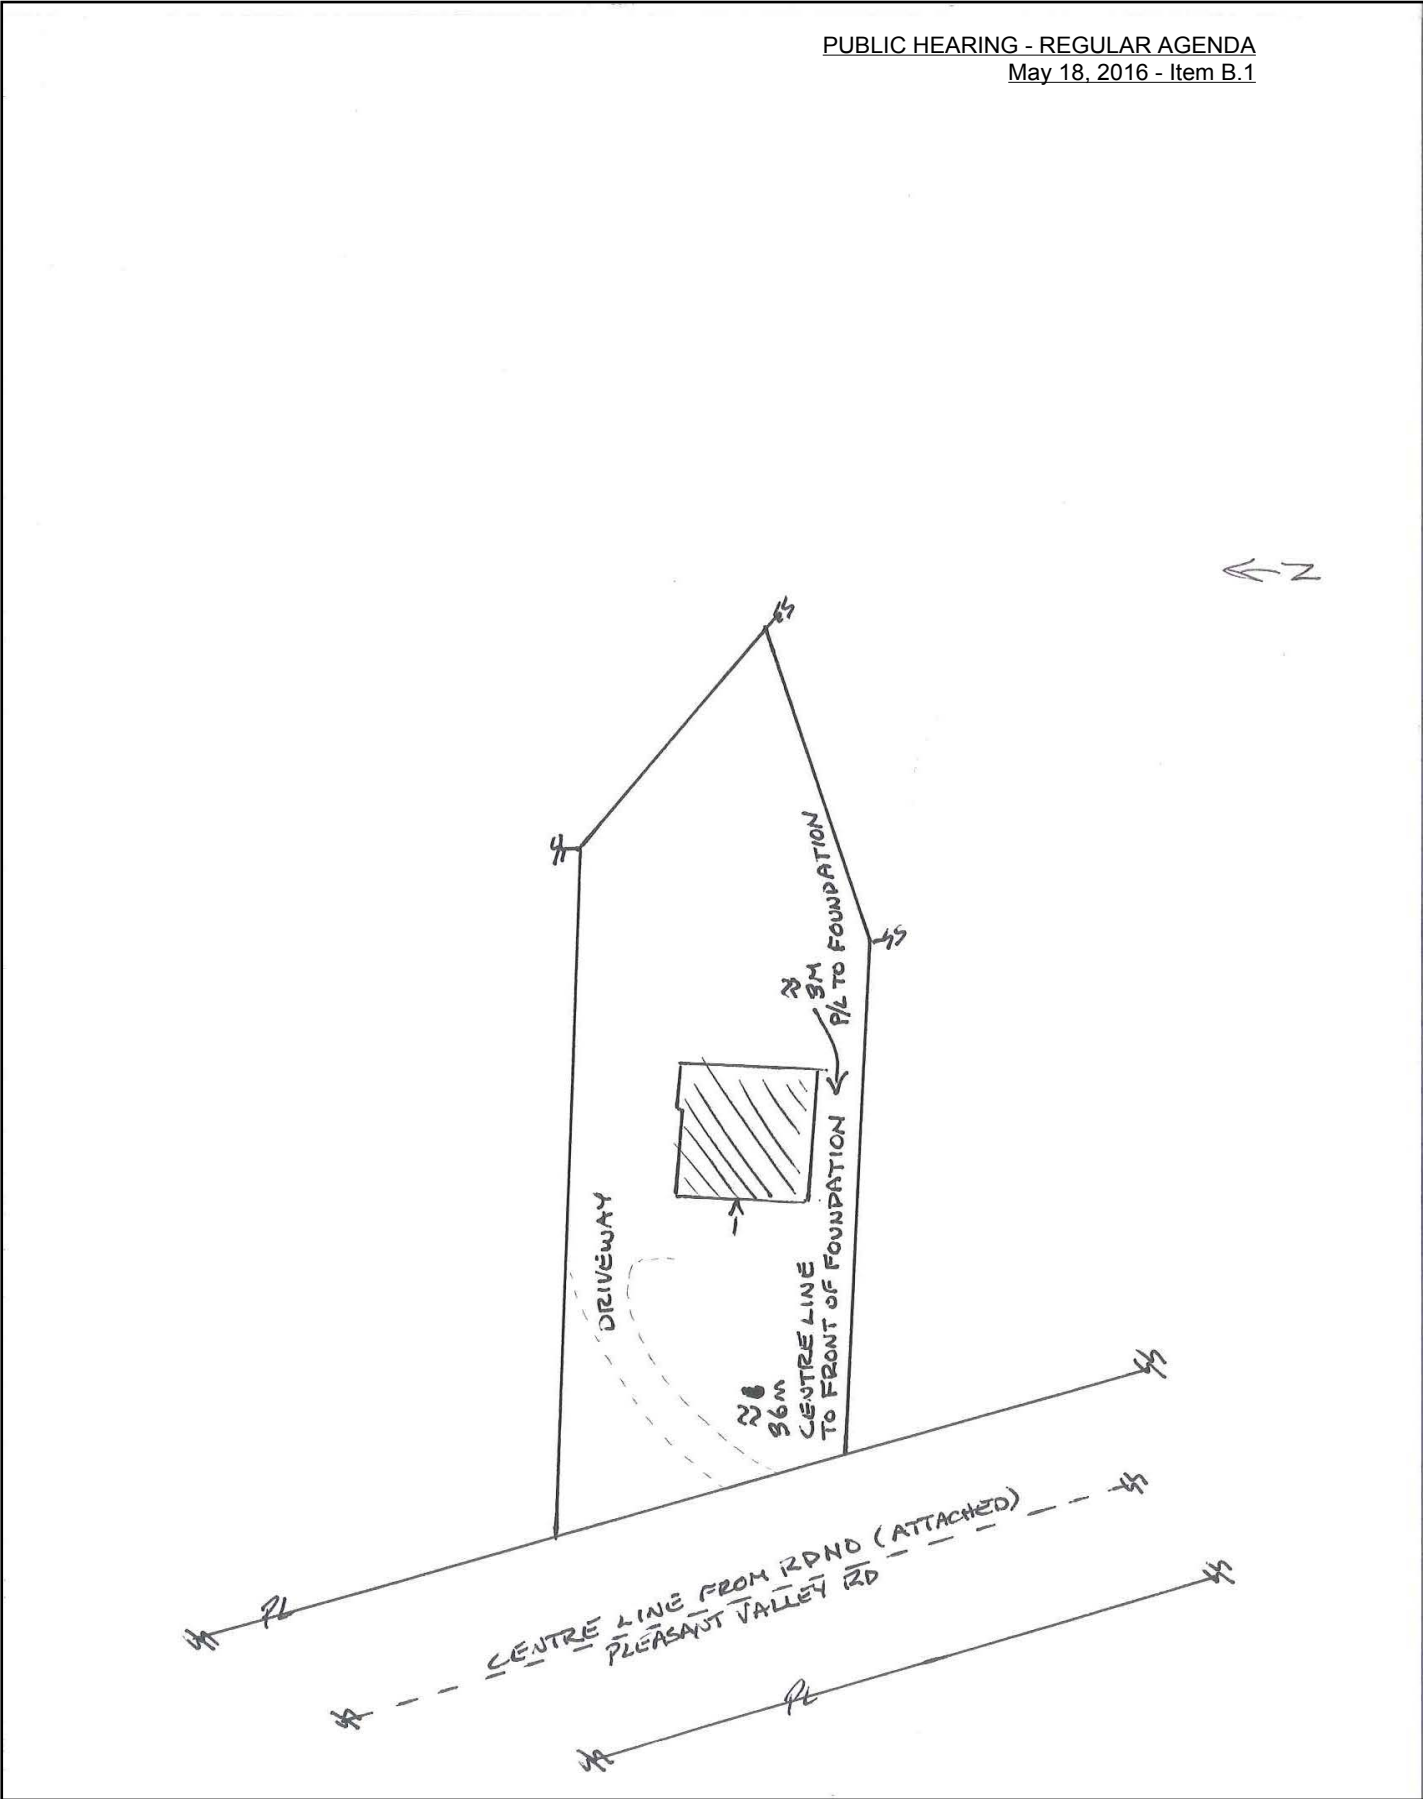 PUBLIC HEARING - REGULAR AGENDA
May 18, 2016 - Item B.1
N
≈
3M
P/L TO FOUNDATION
DRIVEWAY
≈
36m
CENTRE LINE
TO FRONT OF FOUNDATION
PL
CENTRE LINE FROM RDNO (ATTACHED)
PLEASANT VALLEY RD
PL